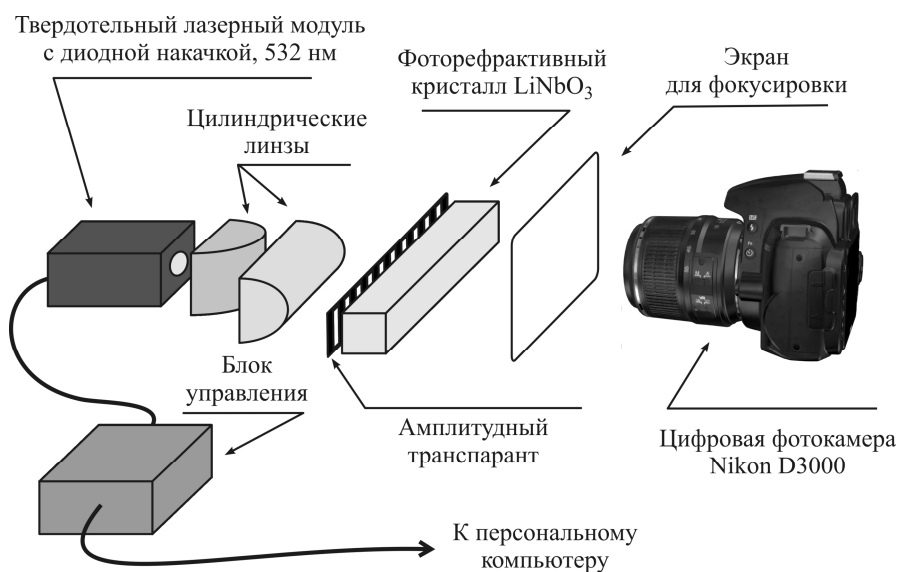 Твердотельный лазерный модуль
с диодной накачкой, 532 нм
Фоторефрактивный
кристалл LiNbO3
Экран
для фокусировки
Цилиндрические
линзы
Блок
управления
Амплитудный
транспарант
Цифровая фотокамера
Nikon D3000
К персональному
компьютеру